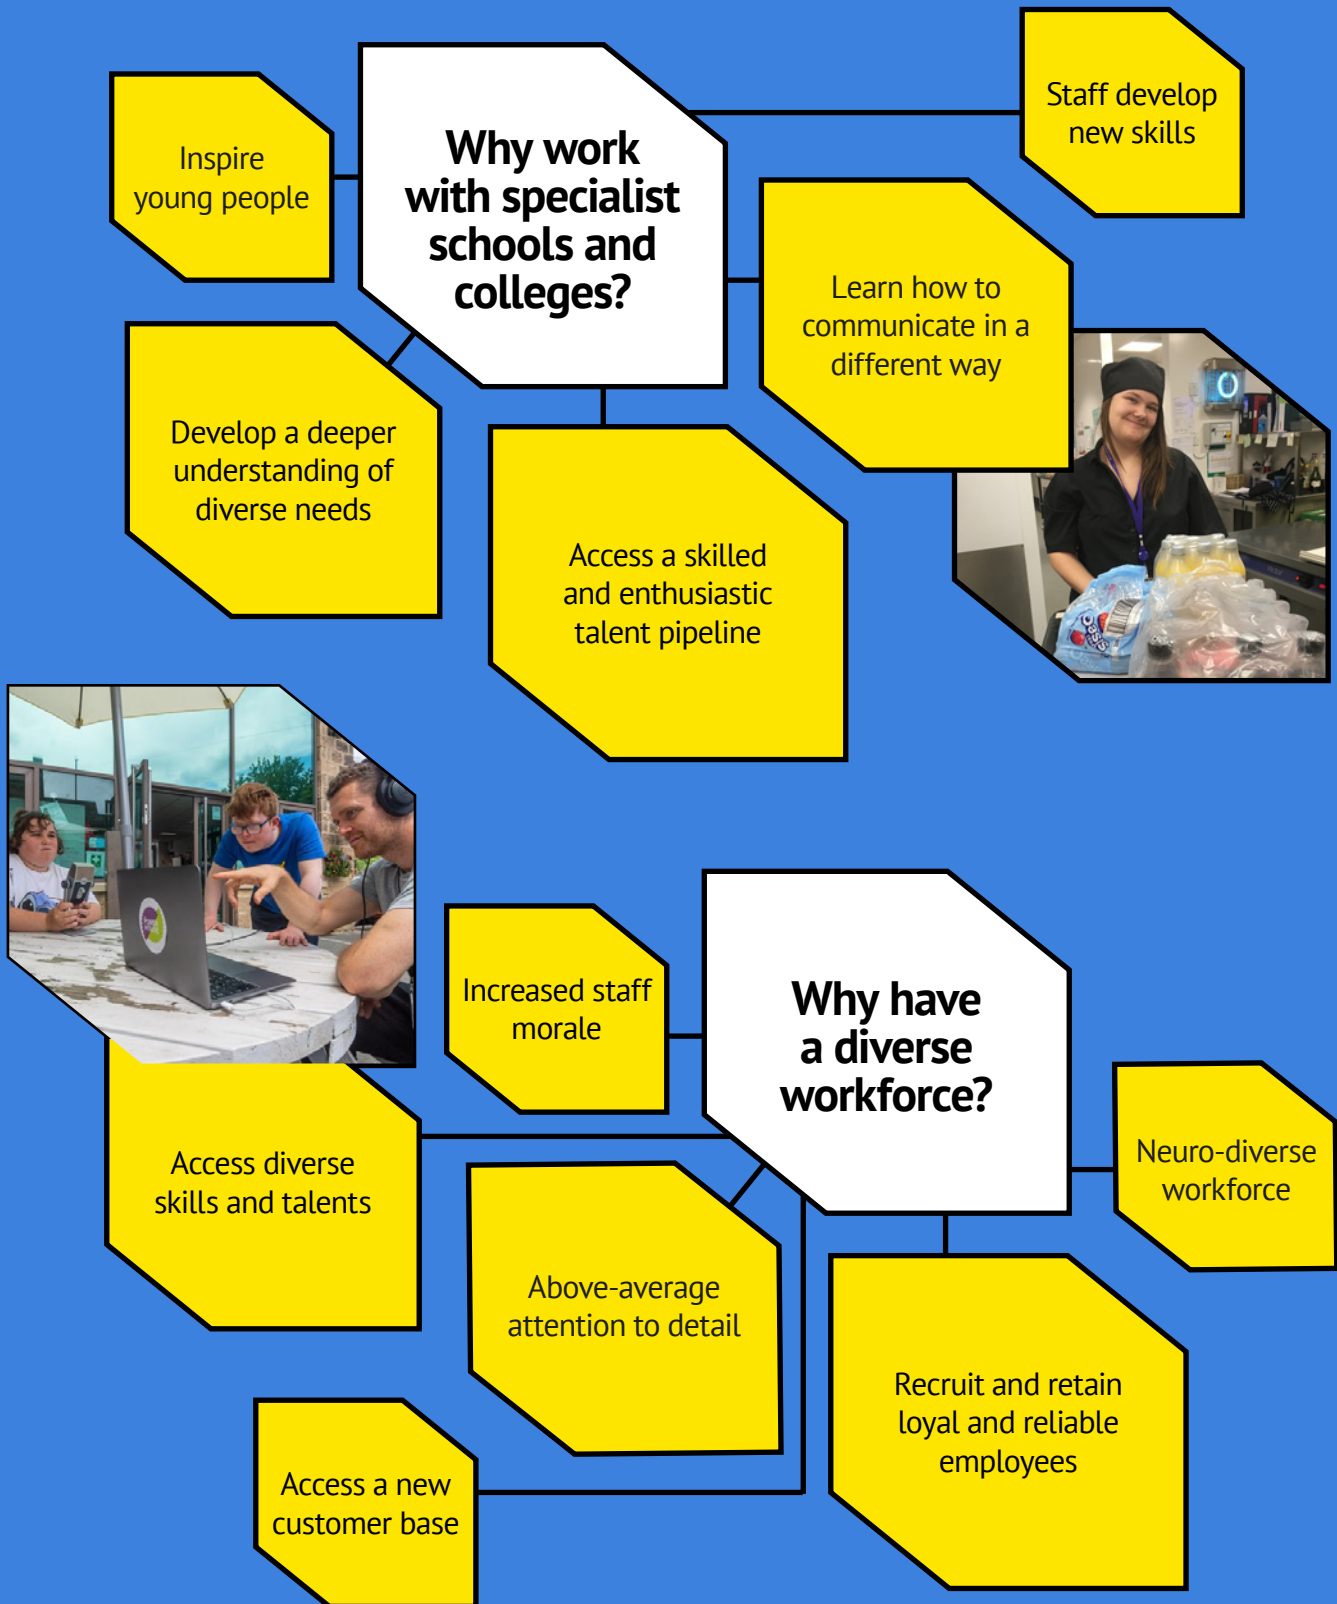 Why work
with specialist
schools and
colleges?
Inspire
young people
Staff develop
new skills
Learn how to
communicate in a
different way
Develop a deeper
understanding of
diverse needs
Access a skilled
and enthusiastic
talent pipeline
Why have
a diverse
workforce?
Increased staff
morale
Access diverse
skills and talents
Neuro-diverse
workforce
Above-average
attention to detail
Recruit and retain
loyal and reliable
employees
Access a new
customer base